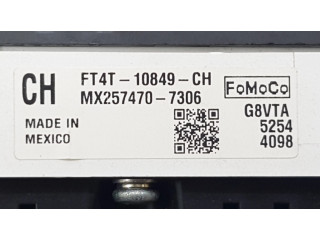 CH
FT4T-10849-CH
MX257470-7306
FoMoCo
G8VTA
5254
4098
MADE IN
MEXICO